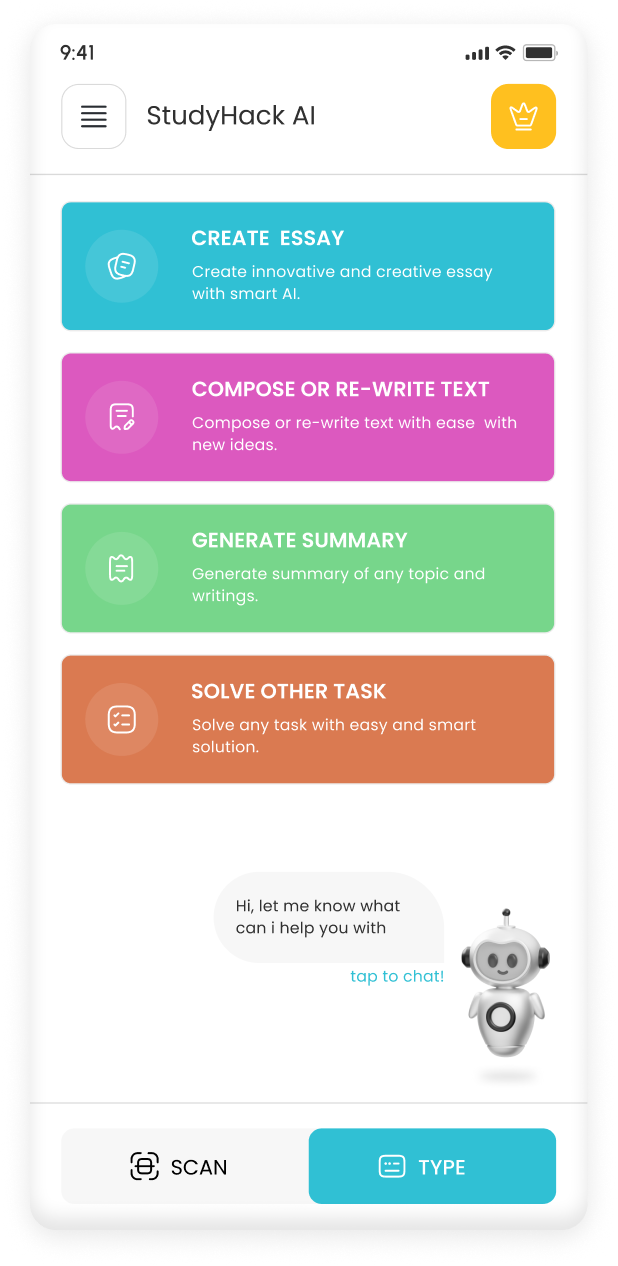 9:41
StudyHack AI
CREATE  ESSAY
Create innovative and creative essay
with smart AI.
COMPOSE OR RE-WRITE TEXT
Compose or re-write text with ease  with
new ideas.
GENERATE SUMMARY
Generate summary of any topic and
writings.
SOLVE OTHER TASK
Solve any task with easy and smart
solution.
Hi, let me know what
can i help you with
tap to chat!
SCAN
TYPE